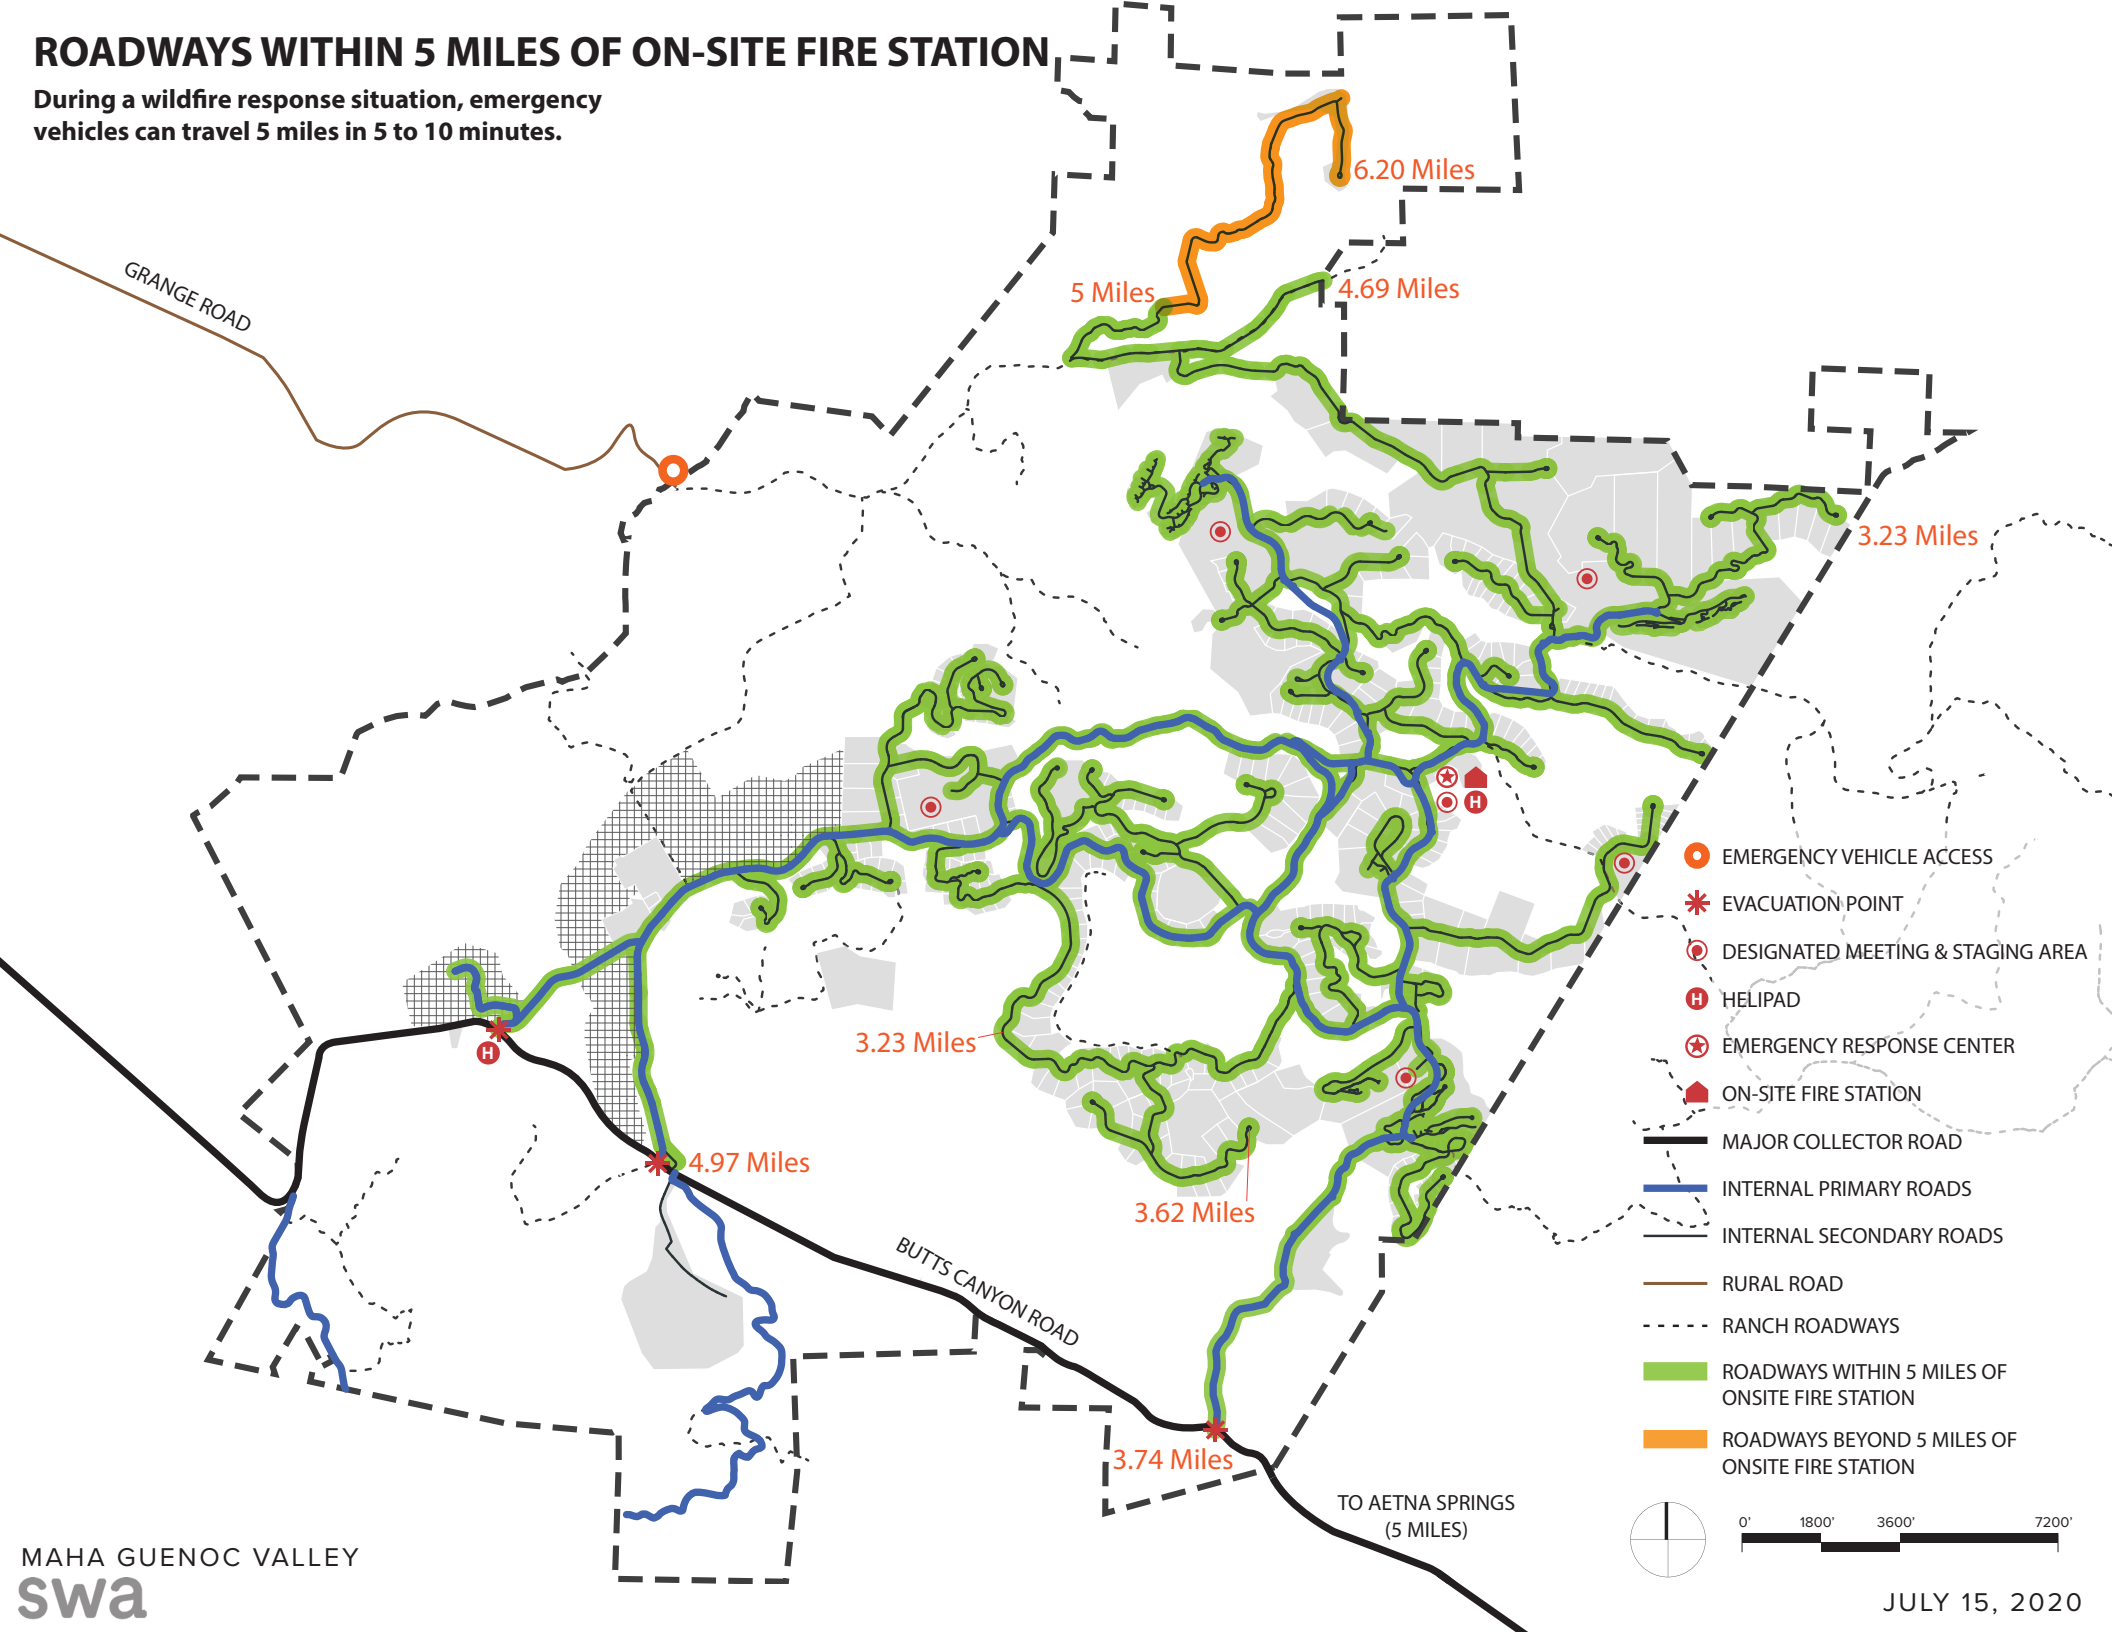 ROADWAYS WITHIN 5 MILES OF ON-SITE FIRE STATION
During a wildfire response situation, emergency
vehicles can travel 5 miles in 5 to 10 minutes.
6.20 Miles
GRANGE ROAD
5 Miles
4.69 Miles
3.23 Miles
H
H
3.23 Miles
4.97 Miles
3.62 Miles
BUTTS CANYON ROAD
3.74 Miles
TO AETNA SPRINGS
(5 MILES)
EMERGENCY VEHICLE ACCESS
EVACUATION POINT
DESIGNATED MEETING & STAGING AREA
H HELIPAD
EMERGENCY RESPONSE CENTER
ON-SITE FIRE STATION
MAJOR COLLECTOR ROAD
INTERNAL PRIMARY ROADS
INTERNAL SECONDARY ROADS
RURAL ROAD
RANCH ROADWAYS
ROADWAYS WITHIN 5 MILES OF
ONSITE FIRE STATION
ROADWAYS BEYOND 5 MILES OF
ONSITE FIRE STATION
0' 1800' 3600' 7200'
MAHA GUENOC VALLEY
swa
JULY 15, 2020